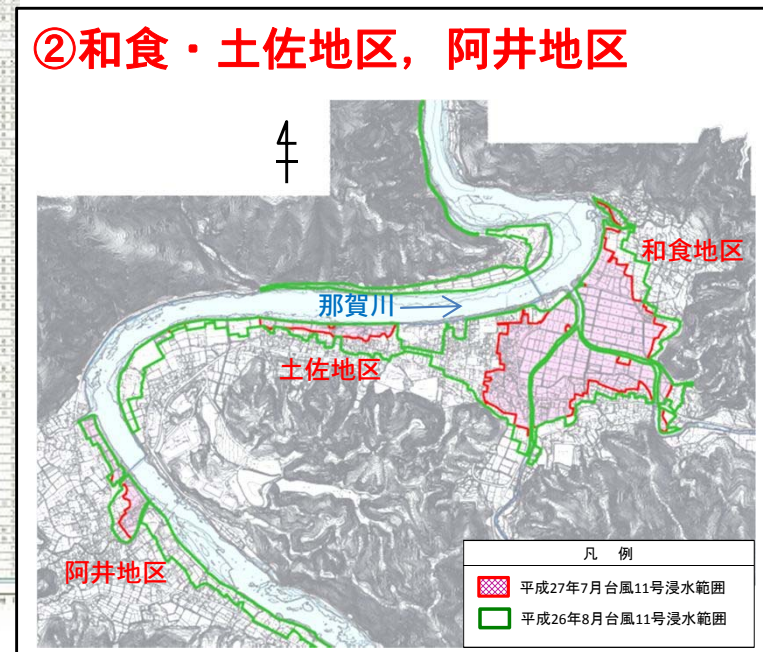 ②和食・土佐地区，阿井地区
和食地区
那賀川
土佐地区
阿井地区
凡 例
平成27年7月台風11号浸水範囲
平成26年8月台風11号浸水範囲